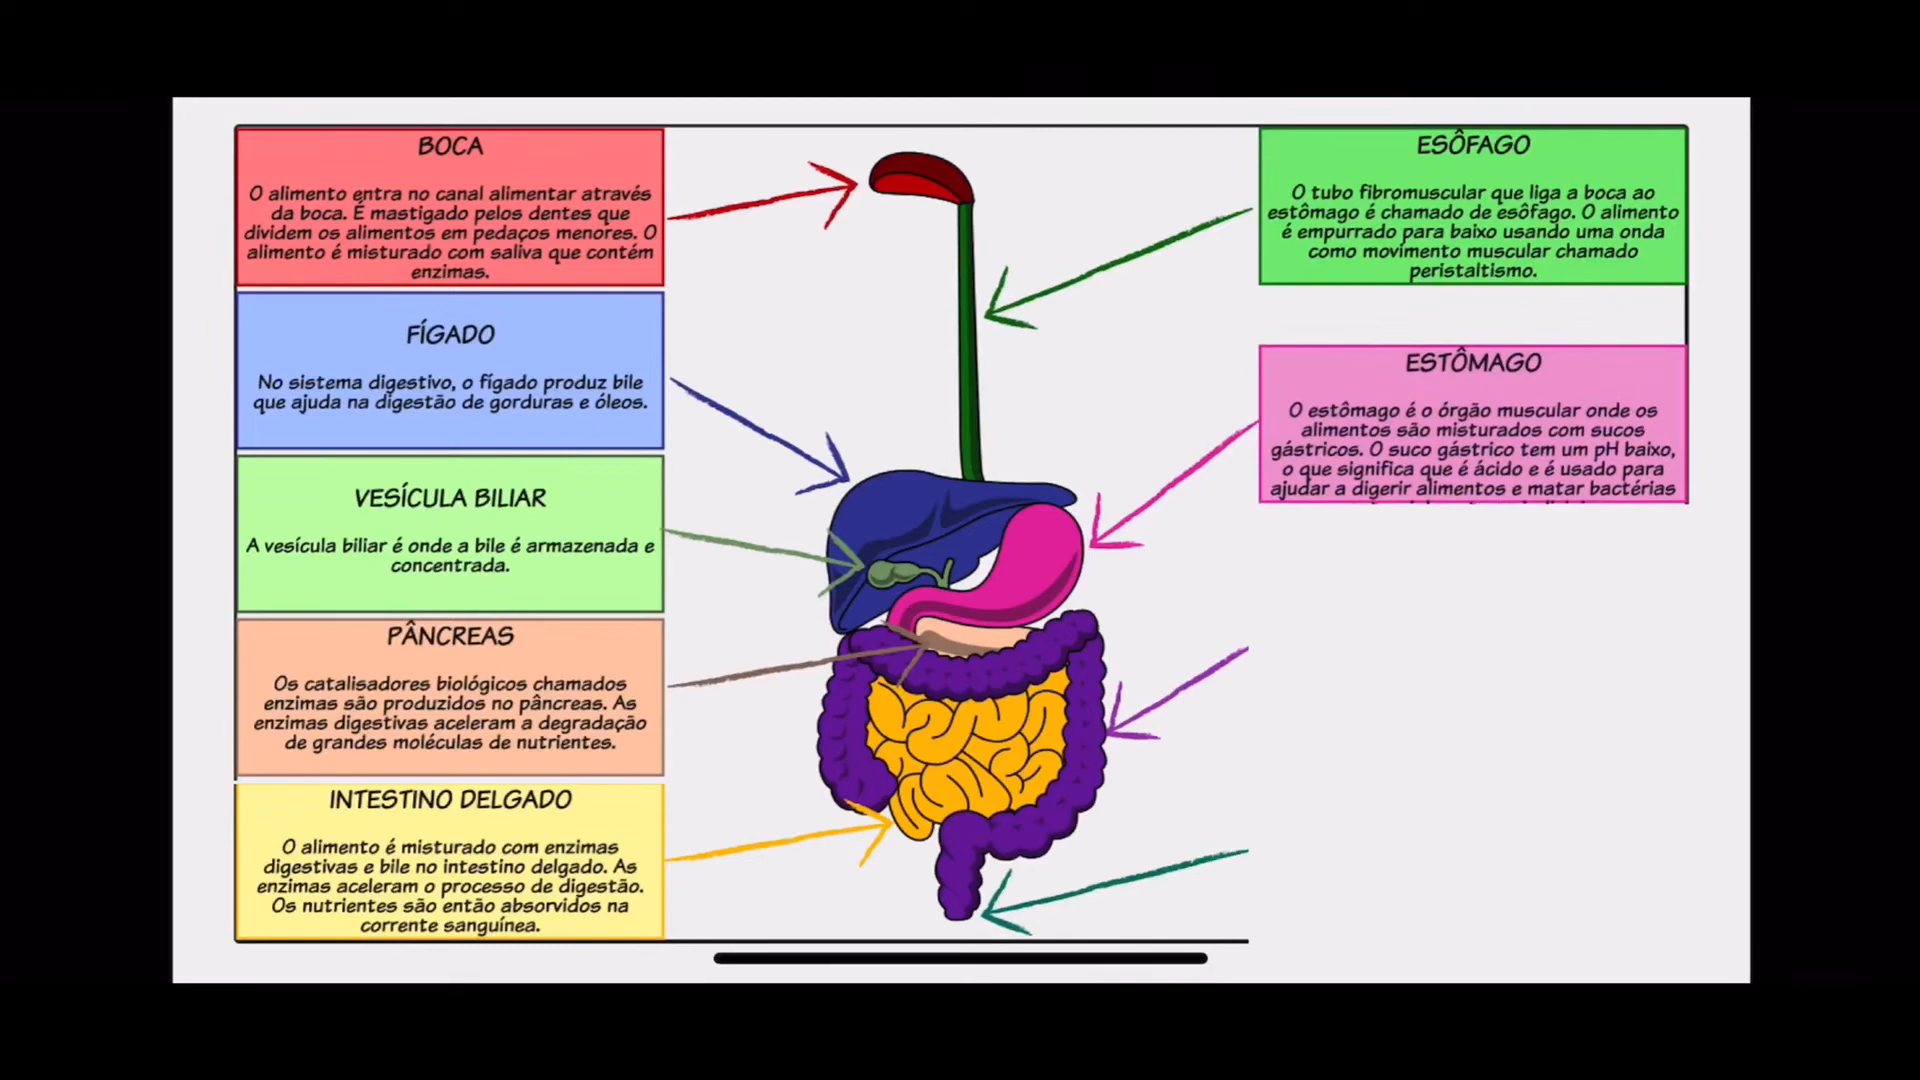 BOCA
O alimento entra no canal alimentar através
da boca. É mastigado pelos dentes que
dividem os alimentos em pedaços menores. O
alimento é misturado com saliva que contém
enzimas.
FÍGADO
No sistema digestivo, o fígado produz bile
que ajuda na digestão de gorduras e óleos.
VESÍCULA BILIAR
A vesícula biliar é onde a bile é armazenada e
concentrada.
PÂNCREAS
Os catalisadores biológicos chamados
enzimas são produzidos no pâncreas. As
enzimas digestivas aceleram a degradação
de grandes moléculas de nutrientes.
INTESTINO DELGADO
O alimento é misturado com enzimas
digestivas e bile no intestino delgado. As
enzimas aceleram o processo de digestão.
Os nutrientes são então absorvidos na
corrente sanguínea.
ESÔFAGO
O tubo fibromuscular que liga a boca ao
estômago é chamado de esôfago. O alimento
é empurrado para baixo usando uma onda
como movimento muscular chamado
peristaltismo.
ESTÔMAGO
O estômago é o órgão muscular onde os
alimentos são misturados com sucos
gástricos. O suco gástrico tem um pH baixo,
o que significa que é ácido e é usado para
ajudar a digerir alimentos e matar bactérias